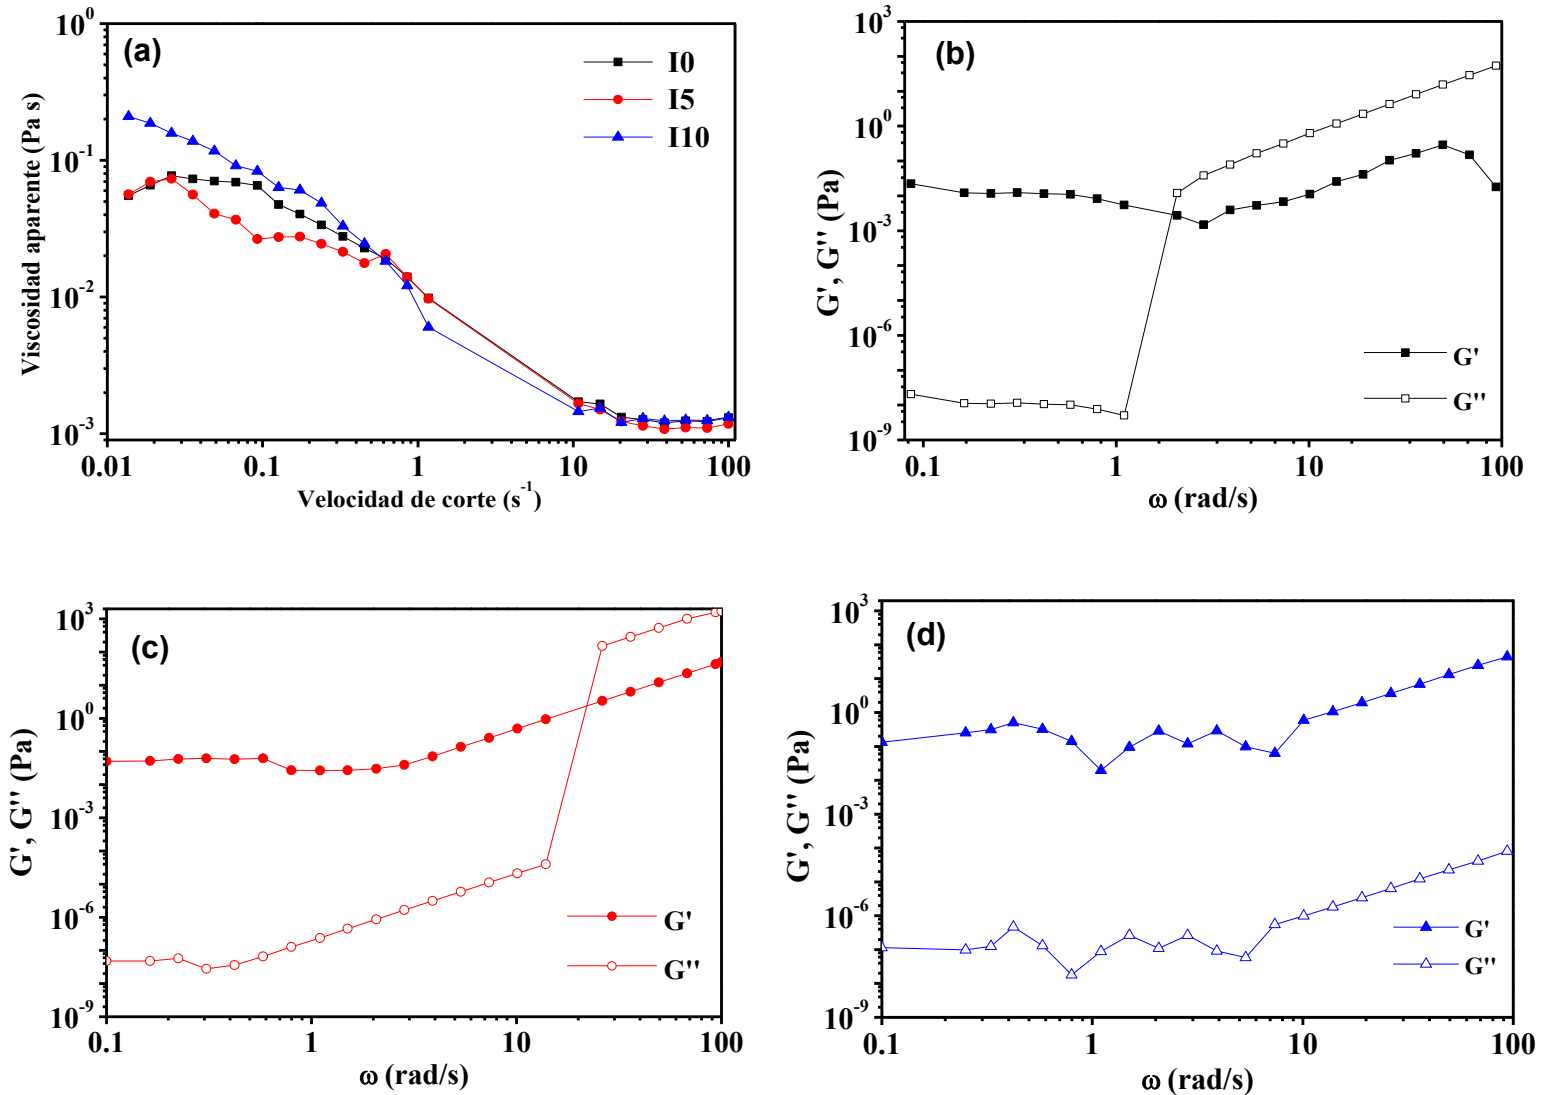 (a)
I0
I5
I10
Viscosidad aparente (Pa s)
10^0
10^-1
10^-2
10^-3
0.01
0.1
1
10
100
Velocidad de corte (s^-1)
(b)
G', G'' (Pa)
10^3
10^0
10^-3
10^-6
10^-9
G'
G''
0.1
1
10
100
ω (rad/s)
(c)
G', G'' (Pa)
10^3
10^0
10^-3
10^-6
10^-9
G'
G''
0.1
1
10
100
ω (rad/s)
(d)
G', G'' (Pa)
10^3
10^0
10^-3
10^-6
10^-9
G'
G''
0.1
1
10
100
ω (rad/s)